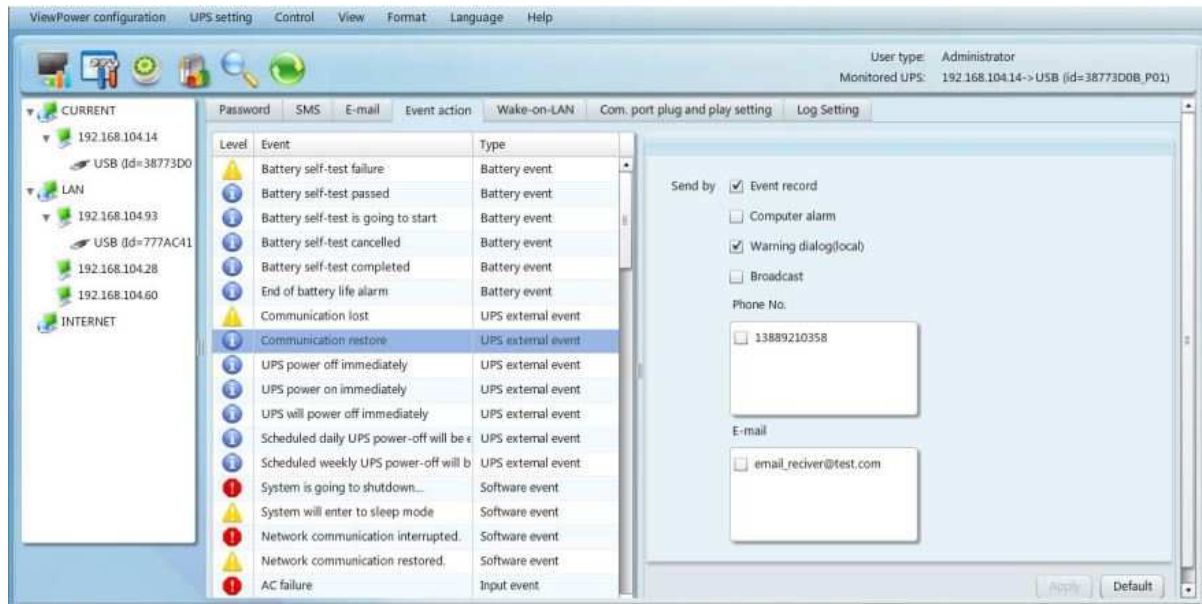 ViewPower configuration UPS setting Control View Format Language Help
User type: Administrator
Monitored UPS: 192.168.104.14->USB (id=38773D0B_P01)
CURRENT
192.168.104.14
USB (Id=38773D0
LAN
192.168.104.93
USB (Id=777AC41
192.168.104.28
192.168.104.60
INTERNET
Password SMS E-mail Event action Wake-on-LAN Com. port plug and play setting Log Setting
Level Event Type
Battery self-test failure Battery event
Battery self-test passed Battery event
Battery self-test is going to start Battery event
Battery self-test cancelled Battery event
Battery self-test completed Battery event
End of battery life alarm Battery event
Communication lost UPS external event
Communication restore UPS external event
UPS power off immediately UPS external event
UPS power on immediately UPS external event
UPS will power off immediately UPS external event
Scheduled daily UPS power-off will be e UPS external event
Scheduled weekly UPS power-off will b UPS external event
System is going to shutdown... Software event
System will enter to sleep mode Software event
Network communication interrupted. Software event
Network communication restored. Software event
AC failure Input event
Send by Event record
Computer alarm
Warning dialog(local)
Broadcast
Phone No.
13889210358
E-mail
email_reciver@test.com
Apply Default